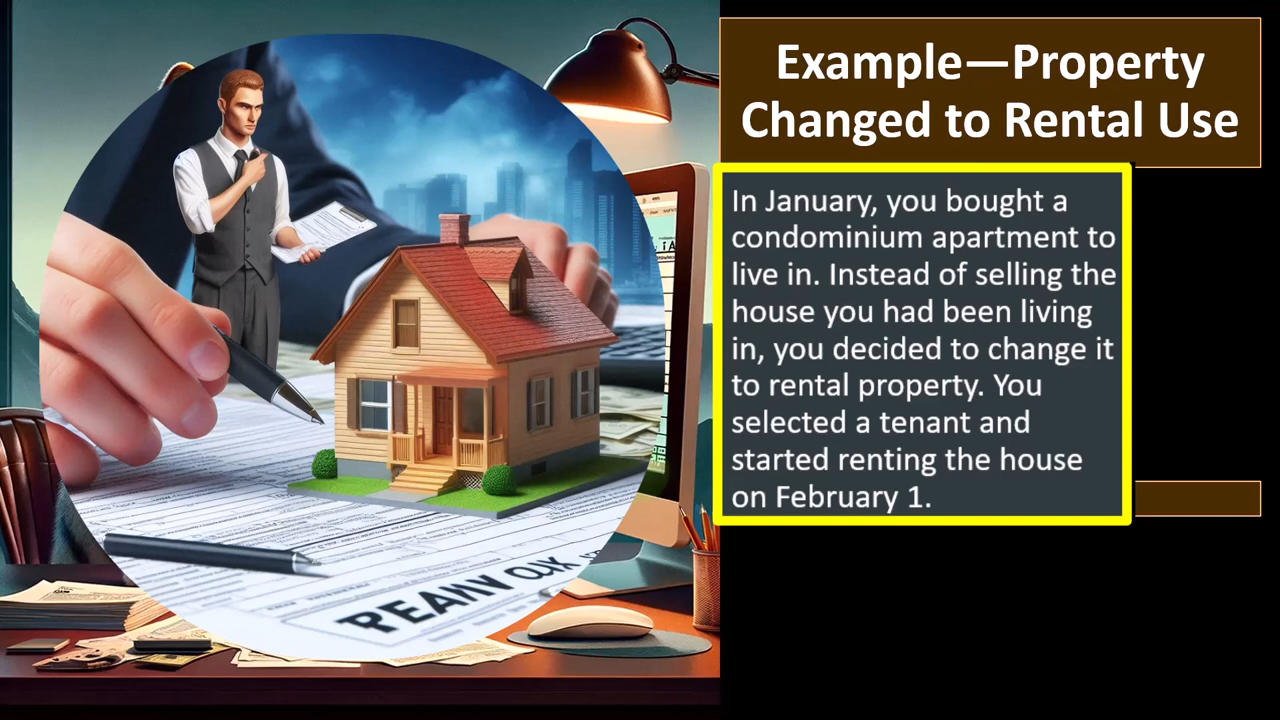 Example—Property
Changed to Rental Use
In January, you bought a
condominium apartment to
live in. Instead of selling the
house you had been living
in, you decided to change it
to rental property. You
selected a tenant and
started renting the house
on February 1.